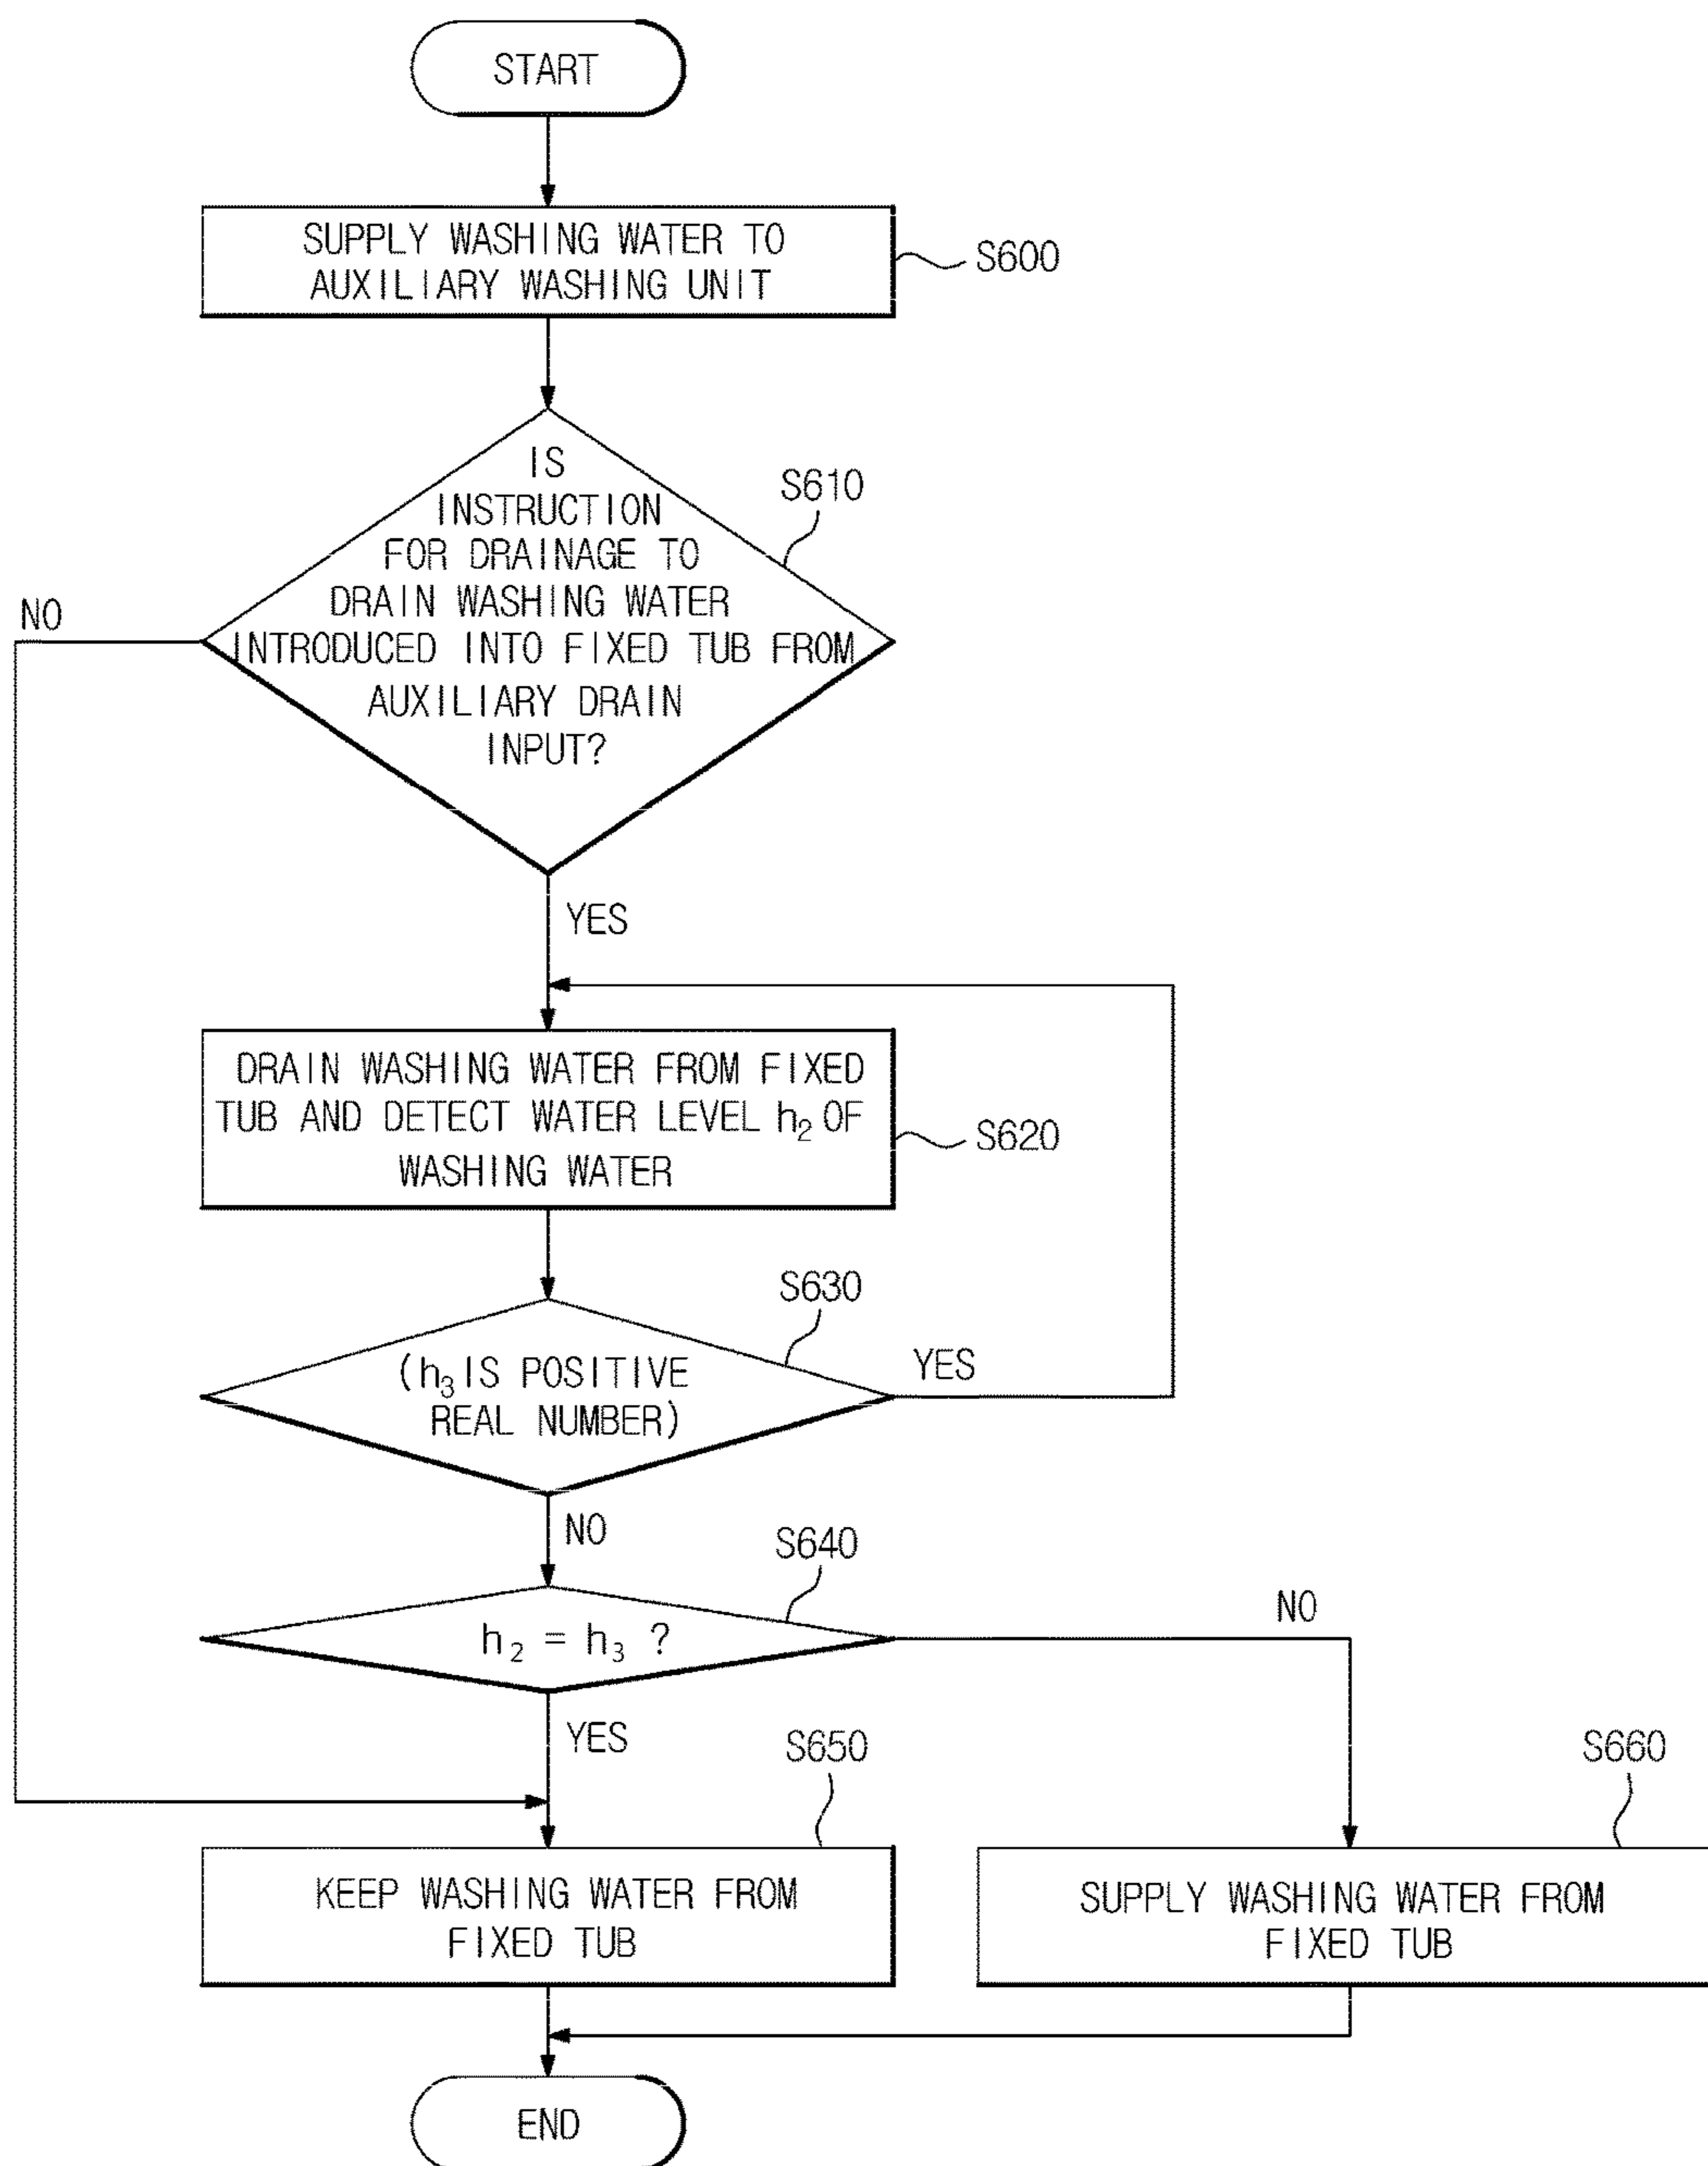 START
SUPPLY WASHING WATER TO
AUXILIARY WASHING UNIT
S600
IS
INSTRUCTION
FOR DRAINAGE TO
DRAIN WASHING WATER
INTRODUCED INTO FIXED TUB FROM
AUXILIARY DRAIN
INPUT?
S610
NO
YES
DRAIN WASHING WATER FROM FIXED
TUB AND DETECT WATER LEVEL h₂ OF
WASHING WATER
S620
S630
(h₃ IS POSITIVE
REAL NUMBER)
YES
NO
S640
h₂ = h₃ ?
NO
YES
S650
S660
KEEP WASHING WATER FROM
FIXED TUB
SUPPLY WASHING WATER FROM
FIXED TUB
END